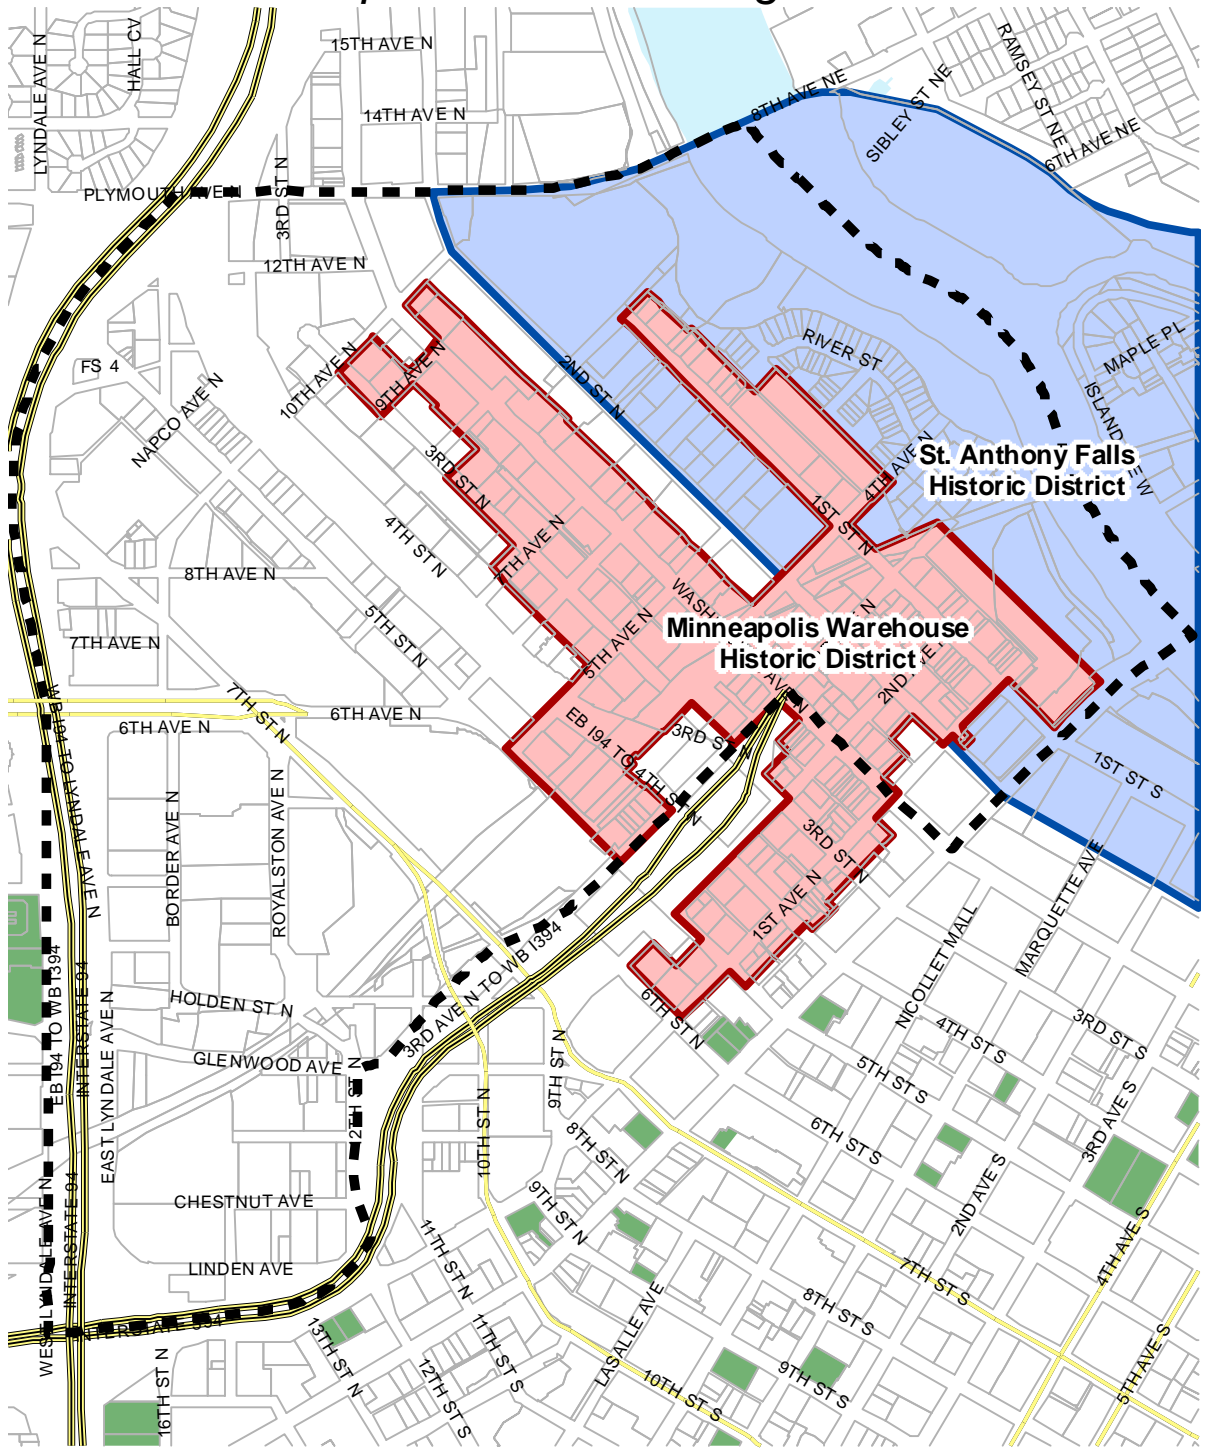 15TH AVE N
HALL CV
LYNDALE AVE N
14TH AVE N
8TH AVE NE
SIBLEY ST NE
RAMSEY ST NE
6TH AVE NE
PLYMOUTH AVE N
3RD ST N
12TH AVE N
FS 4
10TH AVE N
9TH AVE N
NAPCO AVE N
2ND ST N
RIVER ST
MAPLE PL
3RD ST N
4TH AVE N
St. Anthony Falls
Historic District
1ST ST N
4TH ST N
8TH AVE N
5TH ST N
7TH AVE N
5TH AVE N
Minneapolis Warehouse
Historic District
2ND AVE N
7TH ST N
6TH AVE N
6TH AVE N
EB I94 TO 4TH ST N
3RD ST N
WB I94 TO LYNDALE AVE N
1ST ST S
BORDER AVE N
ROYALSTON AVE N
3RD ST N
1ST AVE N
MARQUETTE AVE
NICOLLET MALL
EB I94 TO WB I394
INTERSTATE 94
HOLDEN ST N
3RD AVE N TO WB I394
6TH ST N
4TH ST S
3RD ST S
GLENWOOD AVE
EAST LYNDALE AVE N
12TH ST N
9TH ST N
10TH ST N
5TH ST S
6TH ST S
3RD AVE S
8TH ST N
9TH ST N
2ND AVE S
CHESTNUT AVE
WEST LYNDALE AVE N
INTERSTATE 94
11TH ST N
4TH AVE S
LINDEN AVE
7TH ST S
8TH ST S
LASALLE AVE
INTERSTATE 394
13TH ST N
11TH ST S
12TH ST S
10TH ST S
9TH ST S
5TH AVE S
16TH ST N